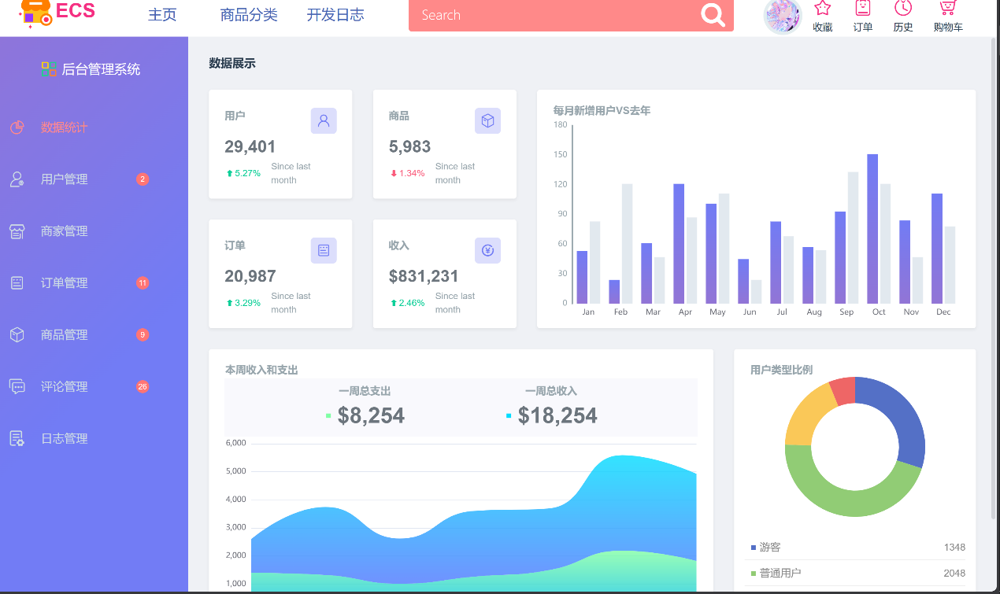 ECS
主页
商品分类
开发日志
Search
收藏
订单
历史
购物车
后台管理系统
数据统计
用户管理
2
商家管理
订单管理
11
商品管理
9
评论管理
26
日志管理
数据展示
用户
29,401
5.27%
Since last
month
商品
5,983
1.34%
Since last
month
订单
20,987
3.29%
Since last
month
收入
$831,231
2.46%
Since last
month
每月新增用户VS去年
180
150
120
90
60
30
0
Jan
Feb
Mar
Apr
May
Jun
Jul
Aug
Sep
Oct
Nov
Dec
本周收入和支出
一周总支出
$8,254
一周总收入
$18,254
6,000
5,000
4,000
3,000
2,000
1,000
用户类型比例
游客 1348
普通用户 2048